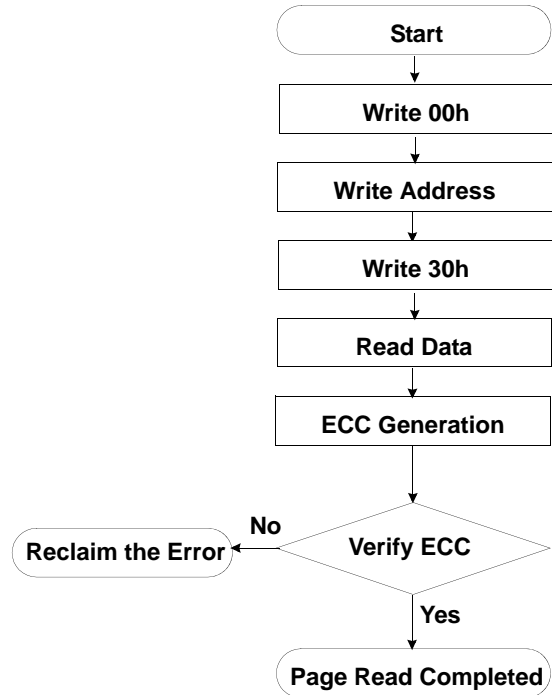 Start
Write 00h
Write Address
Write 30h
Read Data
ECC Generation
No
Reclaim the Error
Verify ECC
Yes
Page Read Completed